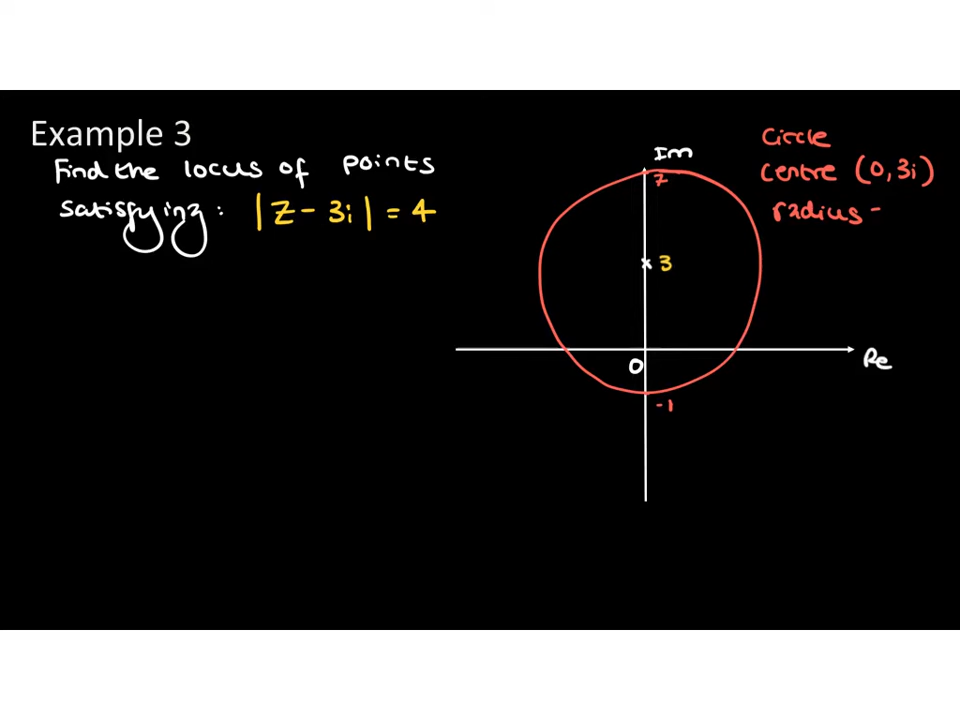 Example 3
Find the locus of points
satisfying: |z - 3i| = 4
Im
7
3
0
Re
-1
Circle
Centre (0, 3i)
radius -